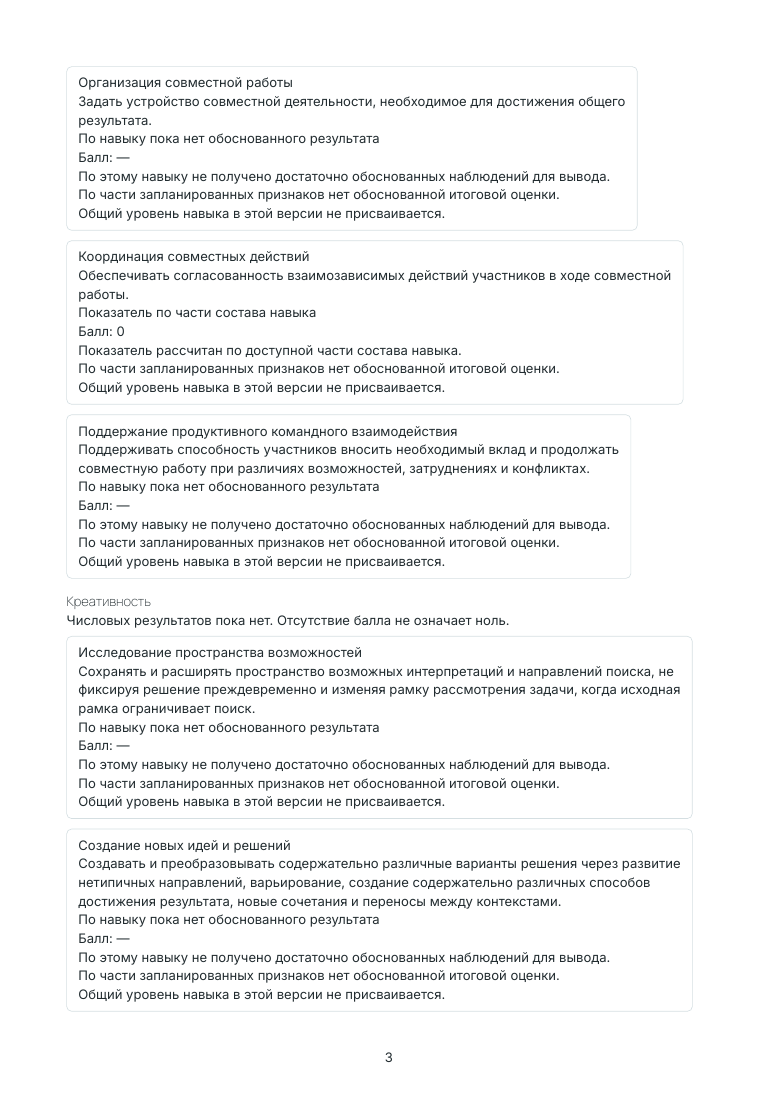 Организация совместной работы
Задать устройство совместной деятельности, необходимое для достижения общего
результата.
По навыку пока нет обоснованного результата
Балл: —
По этому навыку не получено достаточно обоснованных наблюдений для вывода.
По части запланированных признаков нет обоснованной итоговой оценки.
Общий уровень навыка в этой версии не присваивается.
Координация совместных действий
Обеспечивать согласованность взаимозависимых действий участников в ходе совместной
работы.
Показатель по части состава навыка
Балл: 0
Показатель рассчитан по доступной части состава навыка.
По части запланированных признаков нет обоснованной итоговой оценки.
Общий уровень навыка в этой версии не присваивается.
Поддержание продуктивного командного взаимодействия
Поддерживать способность участников вносить необходимый вклад и продолжать
совместную работу при различиях возможностей, затруднениях и конфликтах.
По навыку пока нет обоснованного результата
Балл: —
По этому навыку не получено достаточно обоснованных наблюдений для вывода.
По части запланированных признаков нет обоснованной итоговой оценки.
Общий уровень навыка в этой версии не присваивается.
Креативность
Числовых результатов пока нет. Отсутствие балла не означает ноль.
Исследование пространства возможностей
Сохранять и расширять пространство возможных интерпретаций и направлений поиска, не
фиксируя решение преждевременно и изменяя рамку рассмотрения задачи, когда исходная
рамка ограничивает поиск.
По навыку пока нет обоснованного результата
Балл: —
По этому навыку не получено достаточно обоснованных наблюдений для вывода.
По части запланированных признаков нет обоснованной итоговой оценки.
Общий уровень навыка в этой версии не присваивается.
Создание новых идей и решений
Создавать и преобразовывать содержательно различные варианты решения через развитие
нетипичных направлений, варьирование, создание содержательно различных способов
достижения результата, новые сочетания и переносы между контекстами.
По навыку пока нет обоснованного результата
Балл: —
По этому навыку не получено достаточно обоснованных наблюдений для вывода.
По части запланированных признаков нет обоснованной итоговой оценки.
Общий уровень навыка в этой версии не присваивается.
3